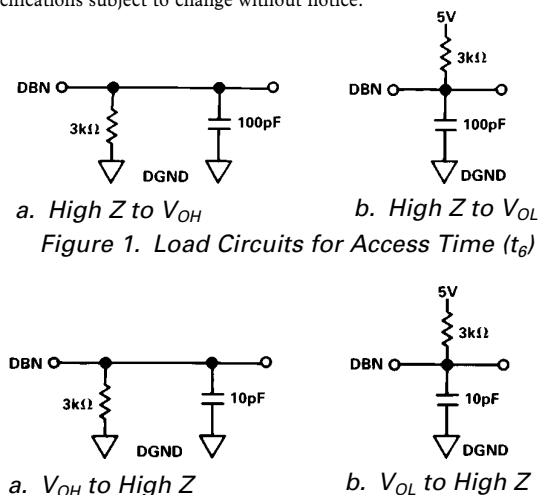 cifications subject to change without notice.
5V
3kΩ
DBN
DBN
3kΩ
100pF
100pF
DGND
DGND
a. High Z to VOH
b. High Z to VOL
Figure 1. Load Circuits for Access Time (t6)
5V
3kΩ
DBN
DBN
3kΩ
10pF
10pF
DGND
DGND
a. VOH to High Z
b. VOL to High Z